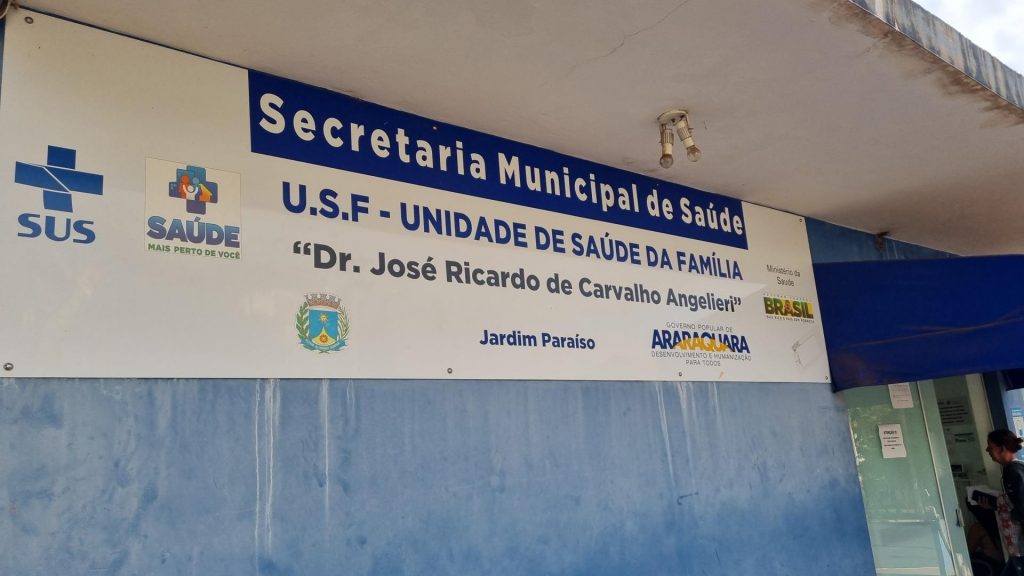 Secretaria Municipal de Saúde
SUS
SAÚDE
MAIS PERTO DE VOCÊ
U.S.F - UNIDADE DE SAÚDE DA FAMÍLIA
“Dr. José Ricardo de Carvalho Angelieri”
Jardim Paraíso
GOVERNO POPULAR DE
ARARAQUARA
DESENVOLVIMENTO E HUMANIZAÇÃO
PARA TODOS
Ministério da
Saúde
BRASIL